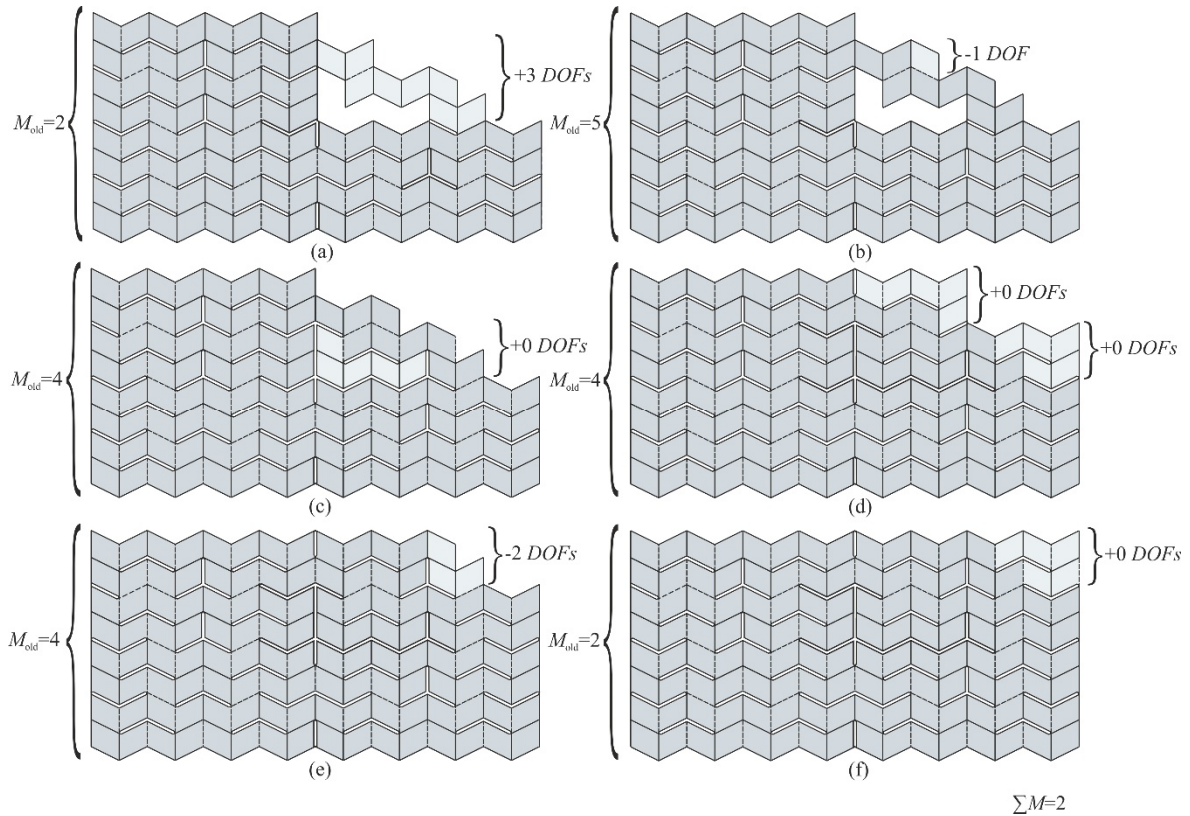 M_old=2
+3 DOFs
(a)
M_old=5
-1 DOF
(b)
M_old=4
+0 DOFs
(c)
M_old=4
+0 DOFs
+0 DOFs
(d)
M_old=4
-2 DOFs
(e)
M_old=2
+0 DOFs
(f)
∑M=2